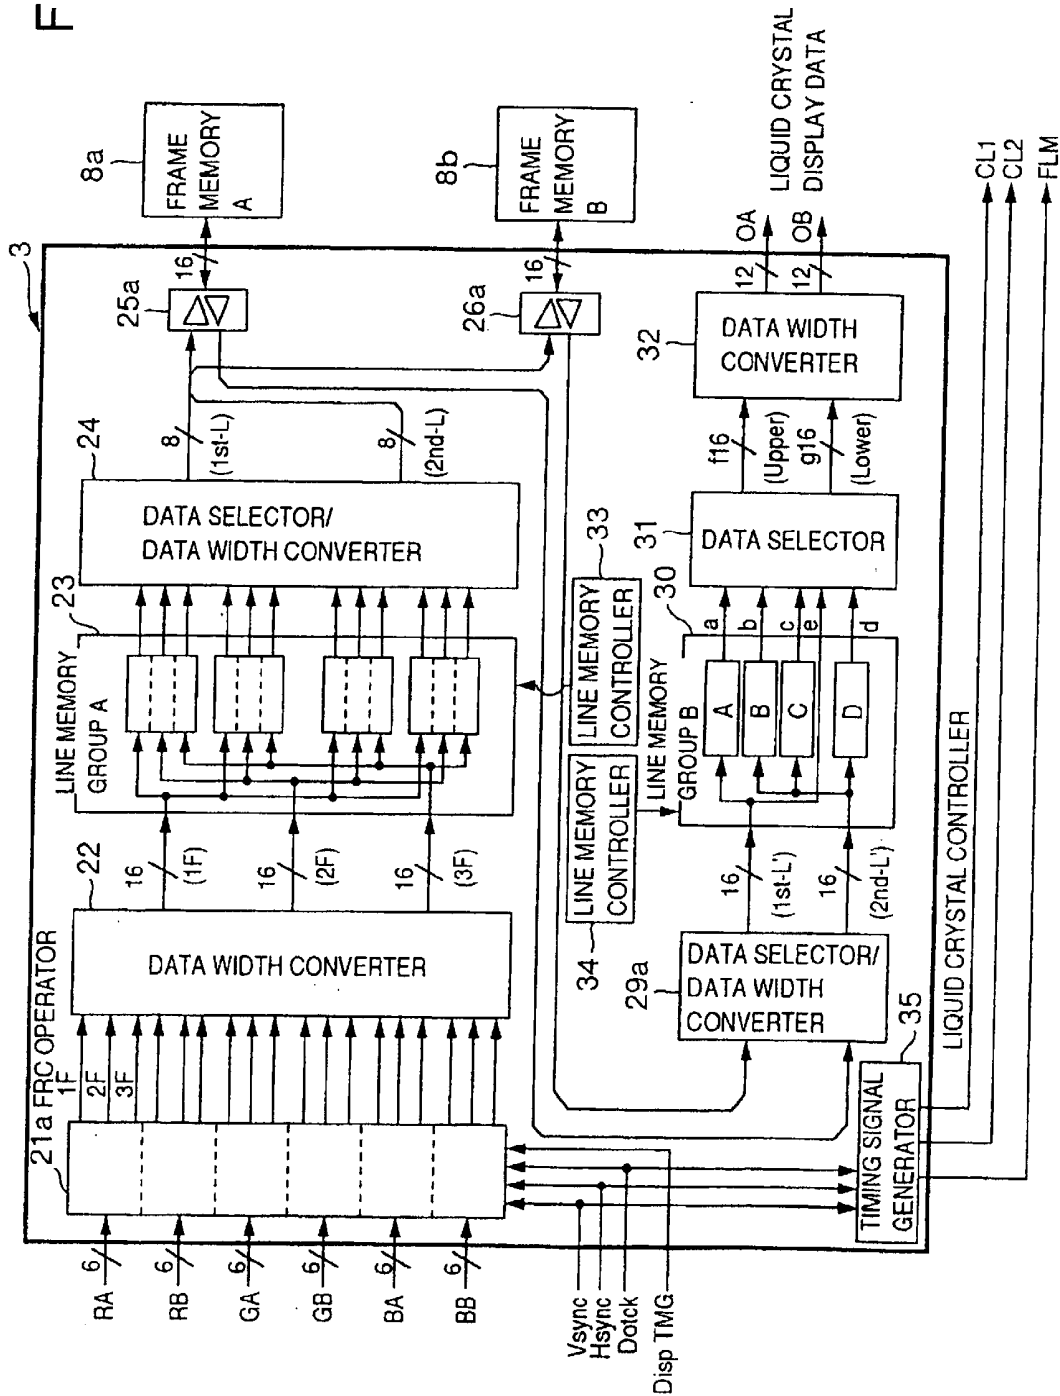 F
3
21a FRC OPERATOR
1F
2F
3F
RA
6
RB
6
GA
6
GB
6
BA
6
BB
6
22
DATA WIDTH CONVERTER
16
(1F)
16
(2F)
16
(3F)
LINE MEMORY
GROUP A
23
24
DATA SELECTOR/
DATA WIDTH CONVERTER
8
(1st-L)
8
(2nd-L)
25a
16
8a
FRAME
MEMORY
A
26a
16
8b
FRAME
MEMORY
B
33
LINE MEMORY
CONTROLLER
34
LINE MEMORY
CONTROLLER
Vsync
Hsync
Dotck
Disp TMG
29a
DATA SELECTOR/
DATA WIDTH
CONVERTER
16
(1st-L')
16
(2nd-L')
LINE MEMORY
GROUP B
30
A
B
C
D
a
b
c
e
d
31
DATA SELECTOR
f16
(Upper)
g16
(Lower)
32
DATA WIDTH
CONVERTER
12
OA
12
OB
LIQUID CRYSTAL
DISPLAY DATA
35
TIMING SIGNAL
GENERATOR
LIQUID CRYSTAL CONTROLLER
CL1
CL2
FLM